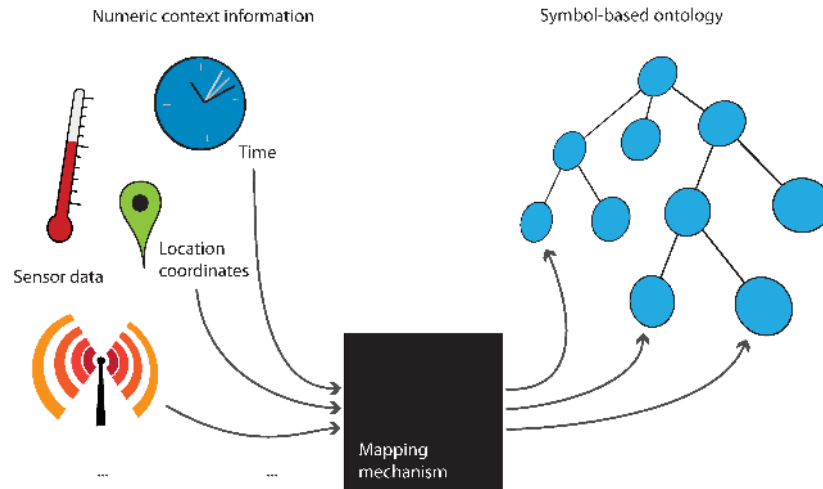 Numeric context information
Symbol-based ontology
Time
Location
coordinates
Sensor data
Mapping
mechanism
...
...